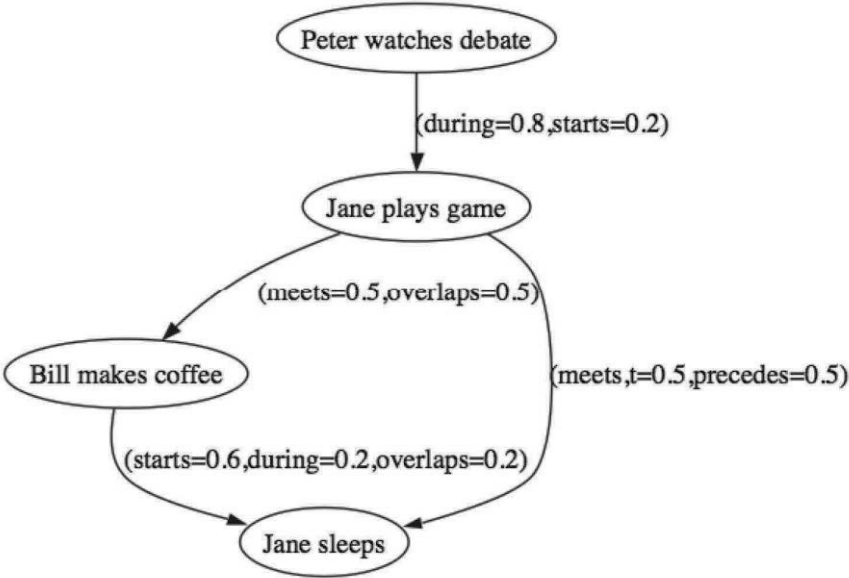 Peter watches debate
(during=0.8,starts=0.2)
Jane plays game
(meets=0.5,overlaps=0.5)
Bill makes coffee
(meets,t=0.5,precedes=0.5)
(starts=0.6,during=0.2,overlaps=0.2)
Jane sleeps